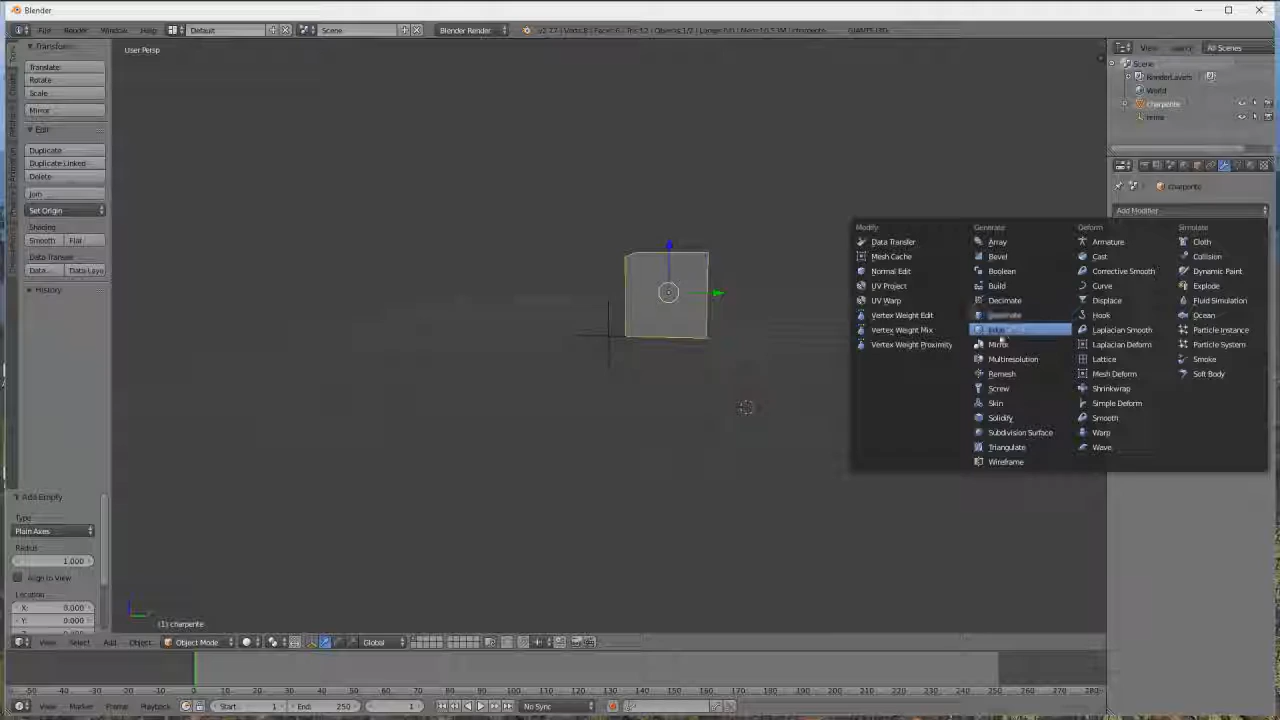 Blender
File Render Window Help Default Scene Blender Render
User Persp
Transform
Translate
Rotate
Scale
Mirror
Edit
Duplicate
Duplicate Linked
Delete
Join
Set Origin
Shading
Smooth Flat
Data Transfer
Data... Data Layo
History
Add Empty
Type
Plain Axes
Radius
1.000
Align to View
Location
X: 0.000
Y: 0.000
(1) charpente
View Select Add Object Object Mode Global
View All Scenes
Scene
RenderLayers
World
charpente
charpente
Add Modifier
Modify Generate Deform Simulate
Data Transfer Array Armature Cloth
Mesh Cache Bevel Cast Collision
Normal Edit Boolean Corrective Smooth Dynamic Paint
UV Project Build Curve Explode
UV Warp Decimate Displace Fluid Simulation
Vertex Weight Edit Hook Ocean
Vertex Weight Mix Laplacian Smooth Particle Instance
Vertex Weight Proximity Mirror Laplacian Deform Particle System
Multiresolution Lattice Smoke
Remesh Mesh Deform Soft Body
Screw Shrinkwrap
Skin Simple Deform
Solidify Smooth
Subdivision Surface Warp
Triangulate Wave
Wireframe
-50 -40 -30 -20 -10 0 10 20 30 40 50 60 70 80 90 100 110 120 130 140 150 160 170 180 190 200 210 220 230 240 250 260 270 280
View Marker Frame Playback Start: 1 End: 250 1 No Sync